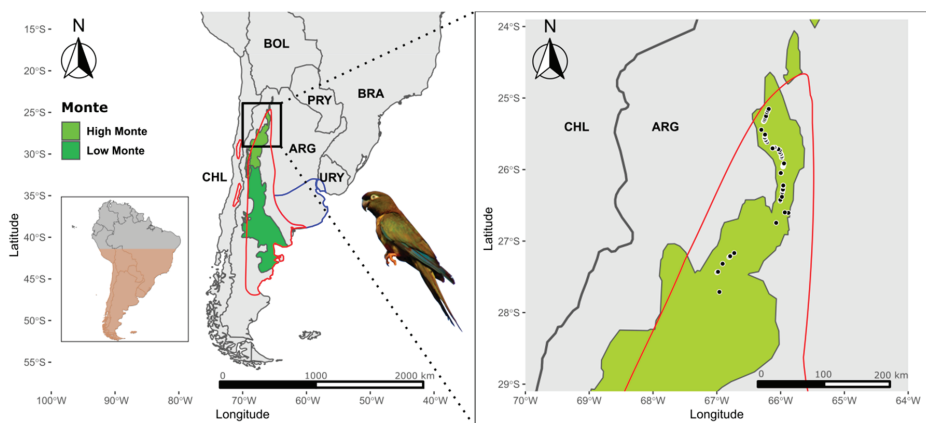 N
15°S
20°S
25°S
30°S
35°S
40°S
45°S
50°S
55°S
Latitude
Monte
High Monte
Low Monte
BOL
PRY
BRA
ARG
CHL
URY
0 1000 2000 km
100°W 90°W 80°W 70°W 60°W 50°W 40°W
Longitude
24°S
25°S
26°S
27°S
28°S
29°S
Latitude
N
CHL
ARG
0 100 200 km
70°W 69°W 68°W 67°W 66°W 65°W 64°W
Longitude